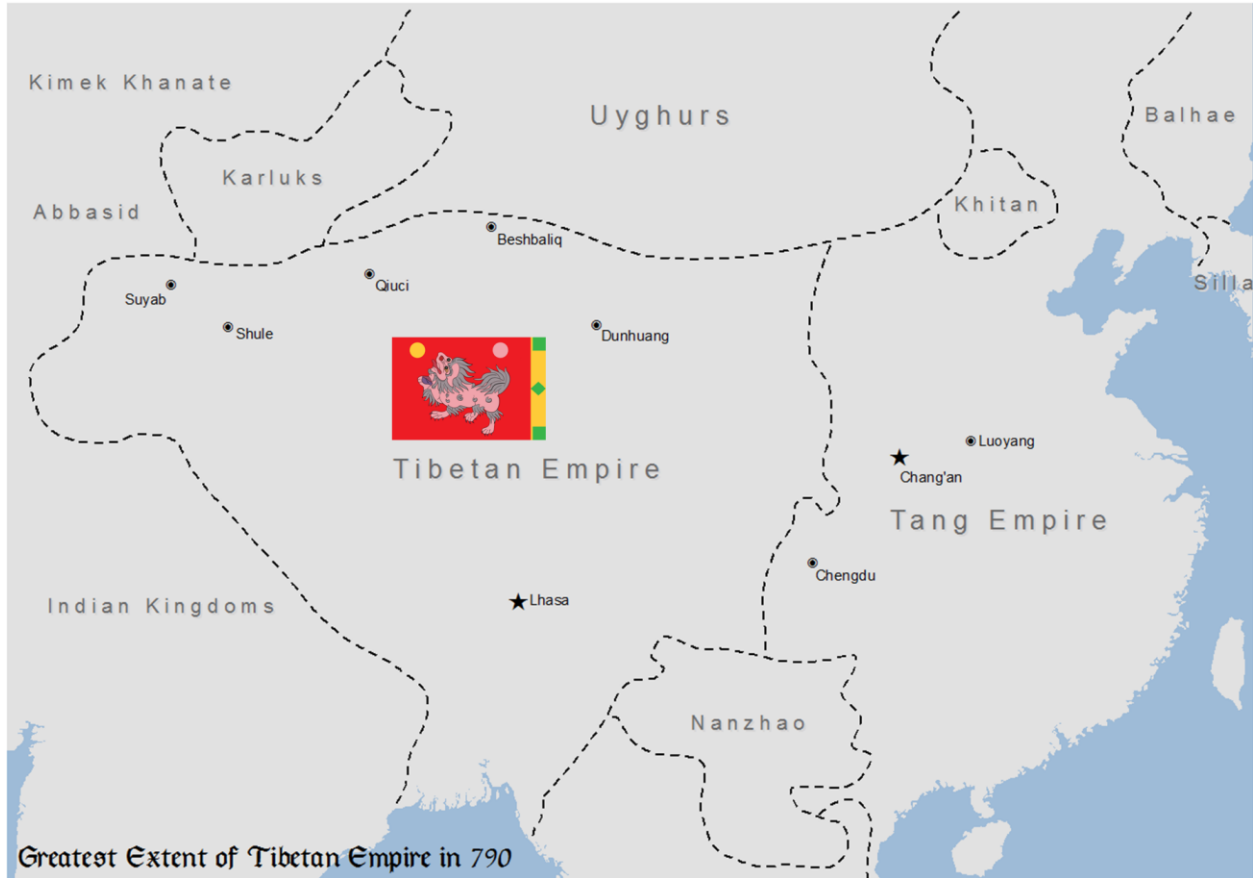 Kimek Khanate
Uyghurs
Balhae
Karluks
Khitan
Abbasid
Beshbaliq
Suyab
Qiuci
Silla
Shule
Dunhuang
Luoyang
Tibetan Empire
Chang'an
Tang Empire
Chengdu
Indian Kingdoms
Lhasa
Nanzhao
Greatest Extent of Tibetan Empire in 790